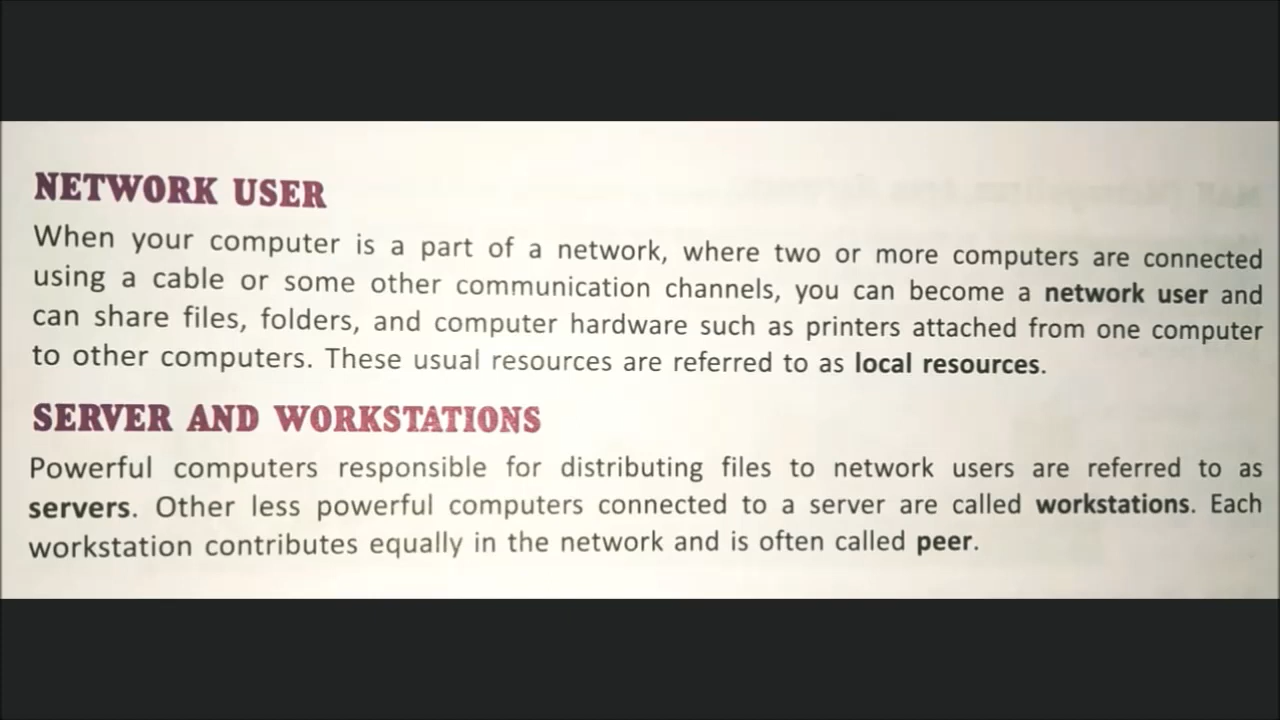 NETWORK USER
When your computer is a part of a network, where two or more computers are connected
using a cable or some other communication channels, you can become a network user and
can share files, folders, and computer hardware such as printers attached from one computer
to other computers. These usual resources are referred to as local resources.
SERVER AND WORKSTATIONS
Powerful computers responsible for distributing files to network users are referred to as
servers. Other less powerful computers connected to a server are called workstations. Each
workstation contributes equally in the network and is often called peer.